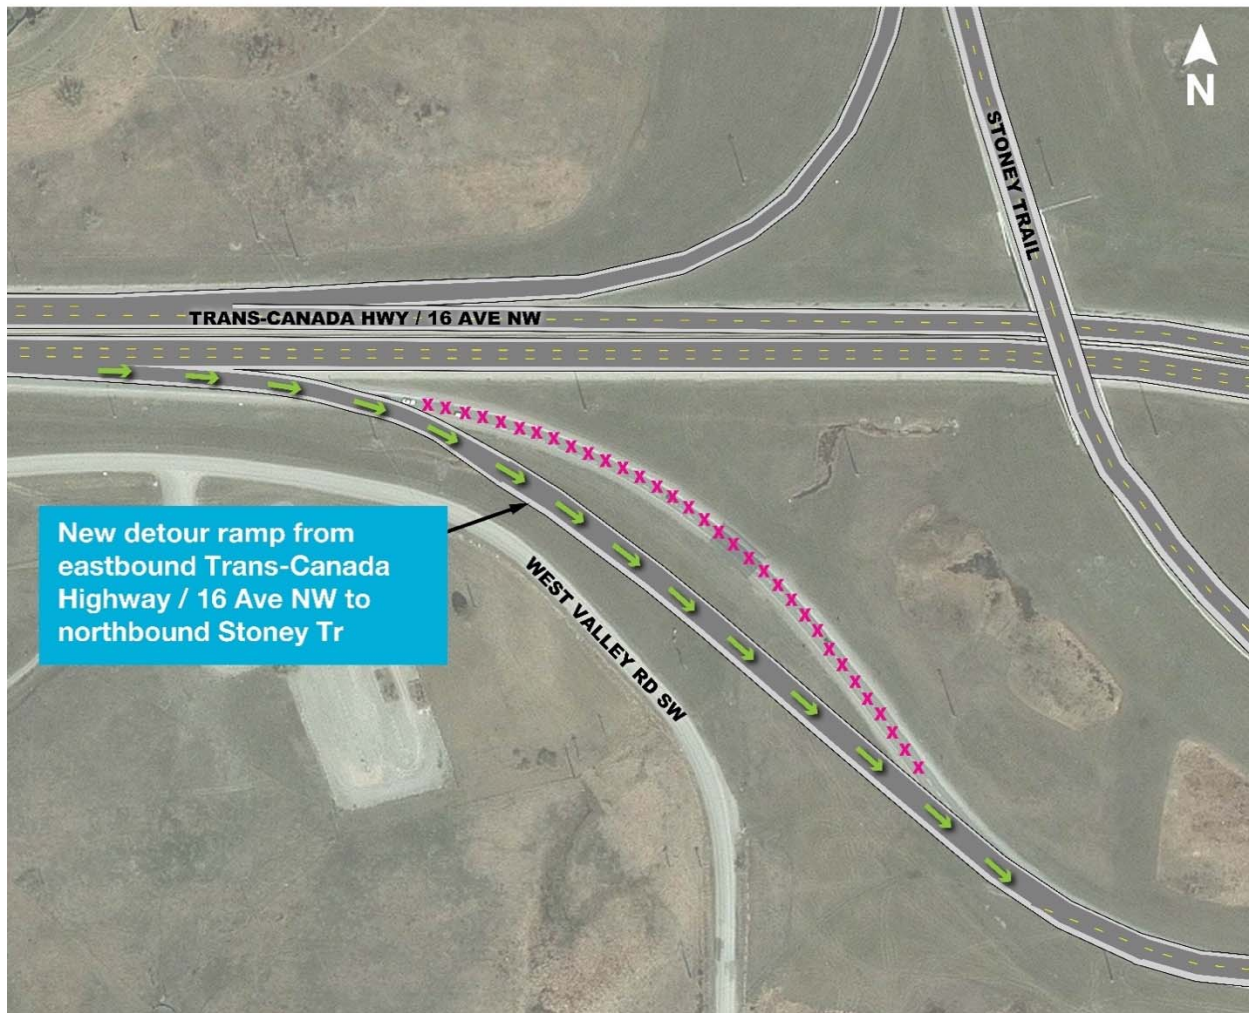 N
STONEY TRAIL
TRANS-CANADA HWY / 16 AVE NW
New detour ramp from
eastbound Trans-Canada
Highway / 16 Ave NW to
northbound Stoney Tr
WEST VALLEY RD SW